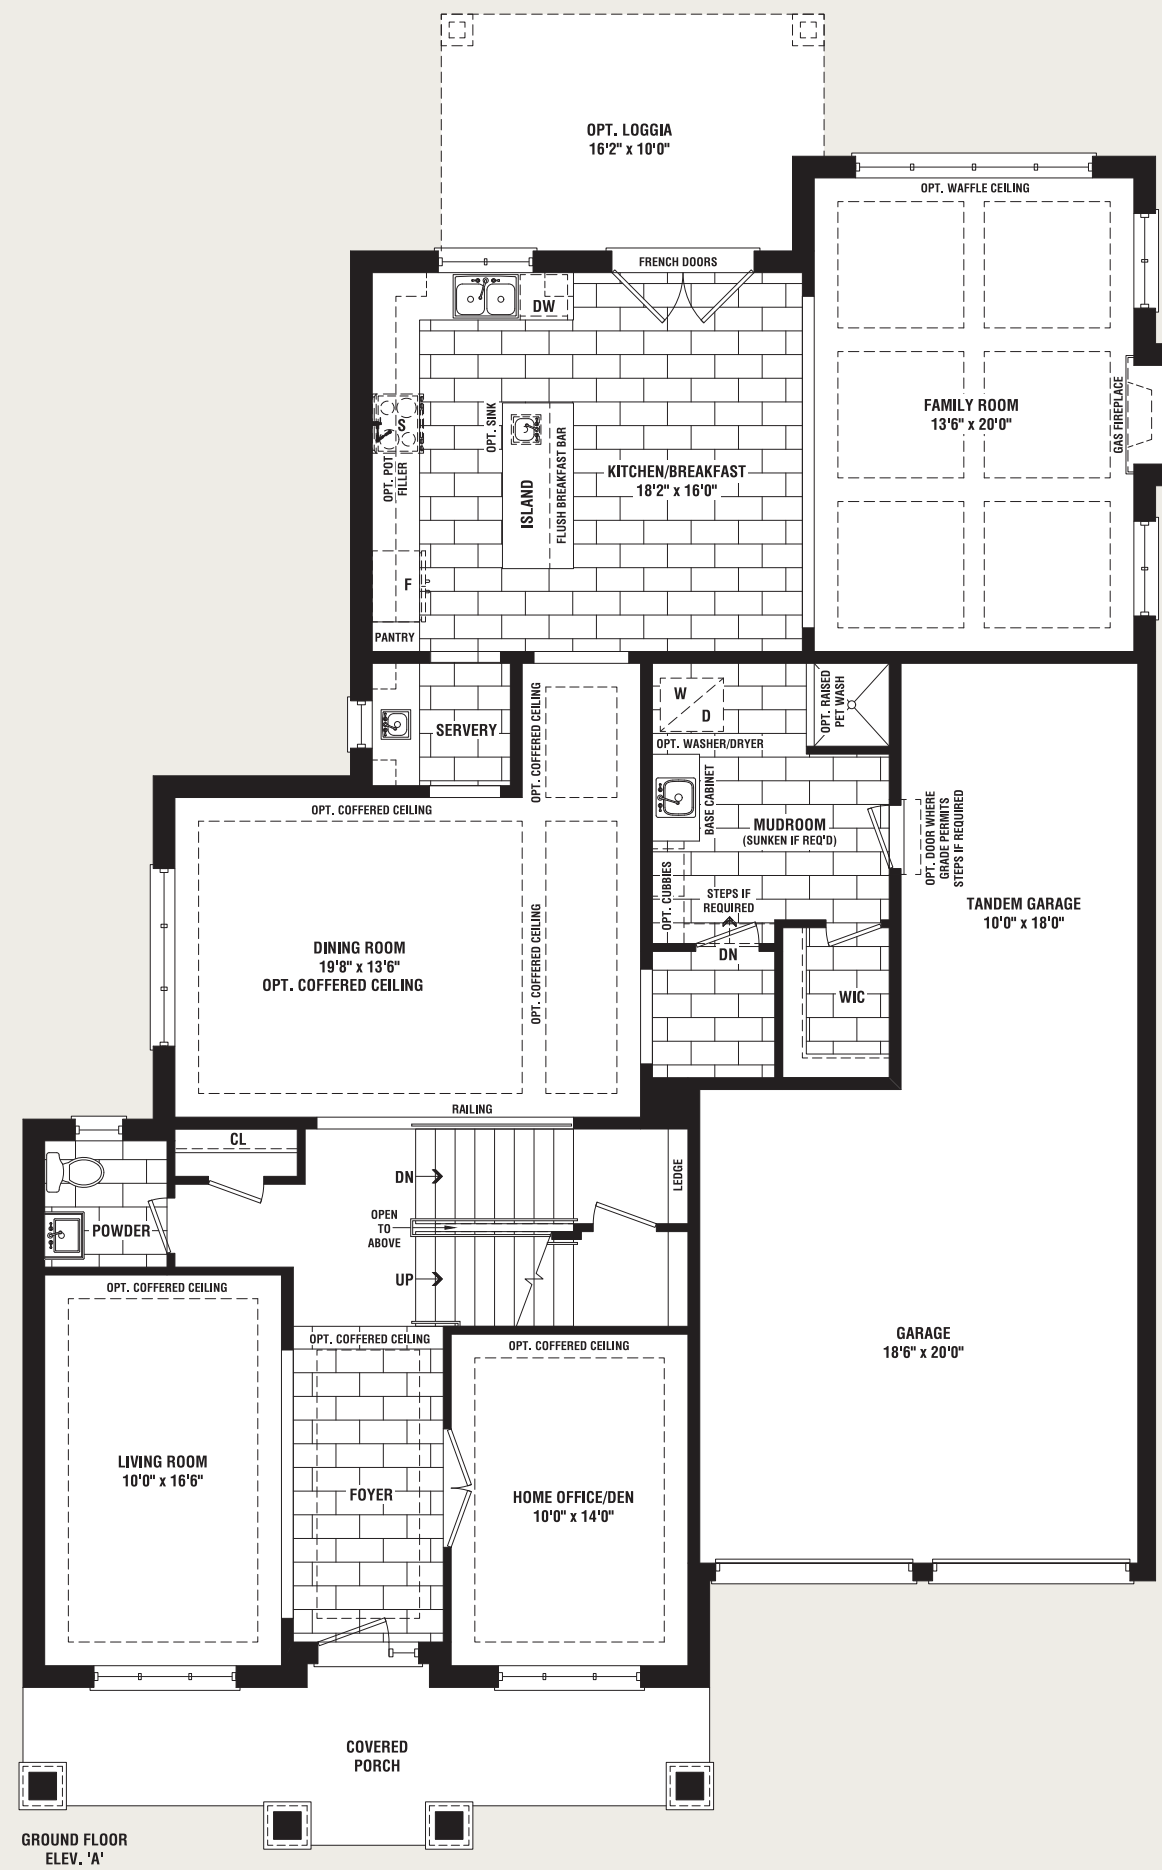 OPT. LOGGIA
16'2" x 10'0"
OPT. WAFFLE CEILING
FRENCH DOORS
DW
FAMILY ROOM
13'6" x 20'0"
GAS FIREPLACE
S
OPT. POT
FILLER
OPT. SINK
ISLAND
FLUSH BREAKFAST BAR
KITCHEN/BREAKFAST
18'2" x 16'0"
F
PANTRY
SERVERY
OPT. COFFERED CEILING
W
D
OPT. WASHER/DRYER
OPT. RAISED
PET WASH
BASE CABINET
MUDROOM
(SUNKEN IF REQ'D)
OPT. DOOR WHERE
GRADE PERMITS
STEPS IF REQUIRED
OPT. CUBBIES
STEPS IF
REQUIRED
DN
WIC
TANDEM GARAGE
10'0" x 18'0"
OPT. COFFERED CEILING
DINING ROOM
19'8" x 13'6"
OPT. COFFERED CEILING
OPT. COFFERED CEILING
RAILING
CL
DN
LEDGE
POWDER
OPEN
TO
ABOVE
UP
OPT. COFFERED CEILING
OPT. COFFERED CEILING
OPT. COFFERED CEILING
GARAGE
18'6" x 20'0"
LIVING ROOM
10'0" x 16'6"
FOYER
HOME OFFICE/DEN
10'0" x 14'0"
COVERED
PORCH
GROUND FLOOR
ELEV. 'A'